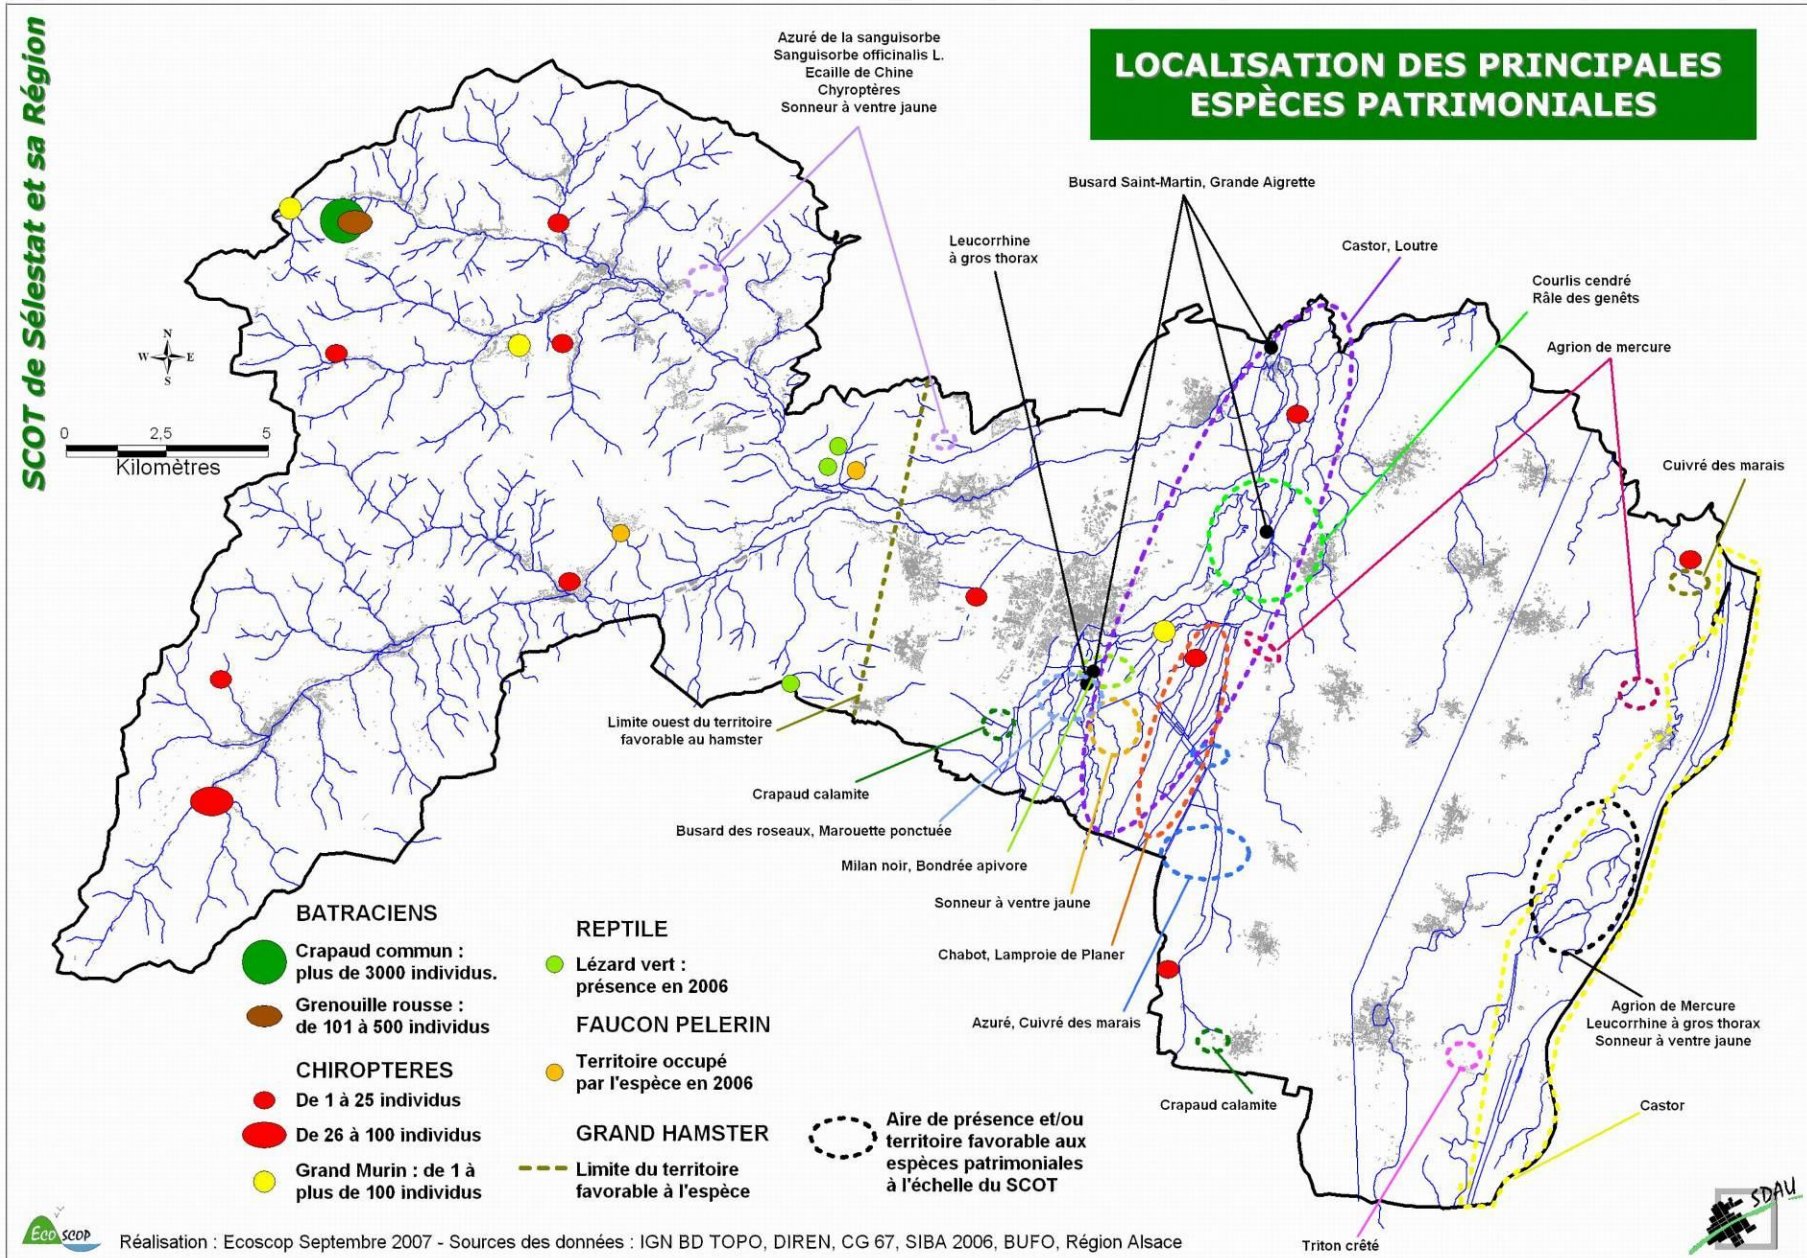 SCOT de Sélestat et sa Région
LOCALISATION DES PRINCIPALES
ESPÈCES PATRIMONIALES
Azuré de la sanguisorbe
Sanguisorbe officinalis L.
Ecaille de Chine
Chyroptères
Sonneur à ventre jaune
Busard Saint-Martin, Grande Aigrette
Leucorrhine
à gros thorax
Castor, Loutre
Courlis cendré
Râle des genêts
Agrion de mercure
Cuivré des marais
N
W E
S
0 2,5 5
Kilomètres
Limite ouest du territoire
favorable au hamster
Crapaud calamite
Busard des roseaux, Marouette ponctuée
Milan noir, Bondrée apivore
Sonneur à ventre jaune
Chabot, Lamproie de Planer
Azuré, Cuivré des marais
Crapaud calamite
Agrion de Mercure
Leucorrhine à gros thorax
Sonneur à ventre jaune
Castor
Triton crêté
BATRACIENS
Crapaud commun :
plus de 3000 individus.
Grenouille rousse :
de 101 à 500 individus
CHIROPTERES
De 1 à 25 individus
De 26 à 100 individus
Grand Murin : de 1 à
plus de 100 individus
REPTILE
Lézard vert :
présence en 2006
FAUCON PELERIN
Territoire occupé
par l'espèce en 2006
GRAND HAMSTER
Limite du territoire
favorable à l'espèce
Aire de présence et/ou
territoire favorable aux
espèces patrimoniales
à l'échelle du SCOT
ECO SCOP
Réalisation : Ecoscop Septembre 2007 - Sources des données : IGN BD TOPO, DIREN, CG 67, SIBA 2006, BUFO, Région Alsace
SDAU